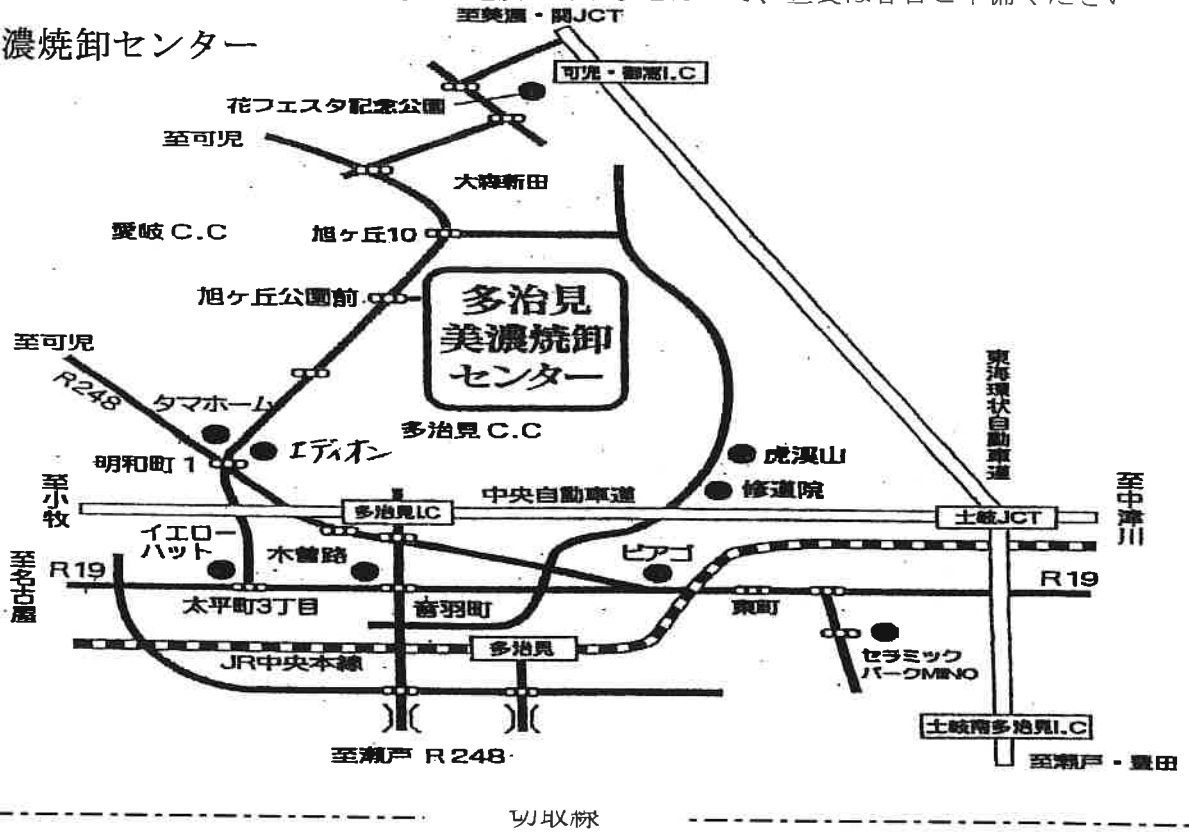 至美濃・関JCT
濃焼卸センター
可児・御嵩I.C
花フェスタ記念公園
至可児
大森新田
愛岐C.C
旭ヶ丘10
旭ヶ丘公園前
多治見
美濃焼卸
センター
至可児
R248
タマホーム
東海環状自動車道
多治見C.C
エディオン
明和町1
虎渓山
修道院
至小牧
中央自動車道
多治見I.C
土岐JCT
至中津川
イエロー
ハット
木曽路
ピアゴ
至名古屋
R19
R19
太平町3丁目
音羽町
東町
多治見
JR中央本線
セラミック
パークMINO
土岐南多治見I.C
至瀬戸 R248
至瀬戸・豊田
切取線